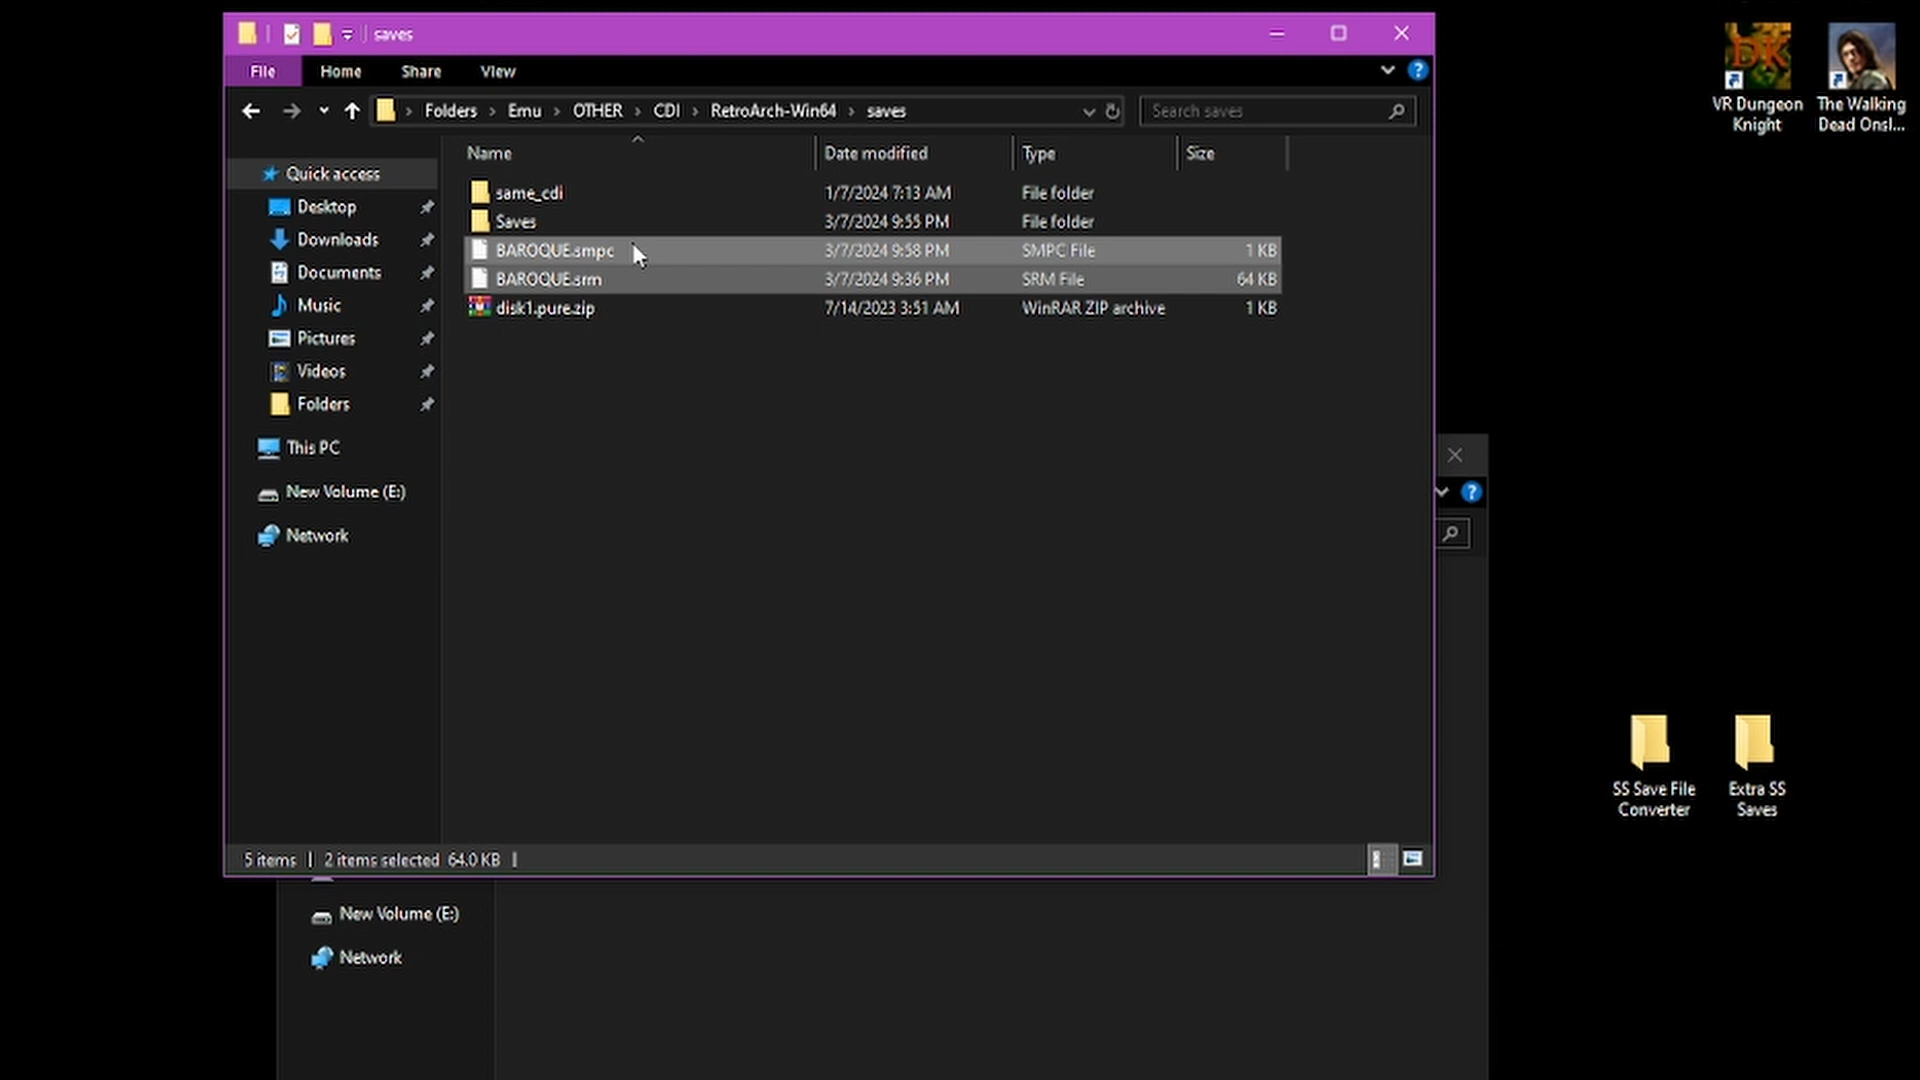 saves
File Home Share View
Folders Emu OTHER CDI RetroArch-Win64 saves Search saves
Name Date modified Type Size
Quick access
Desktop
Downloads
Documents
Music
Pictures
Videos
Folders
This PC
New Volume (E:)
Network
same_cdi 1/7/2024 7:13 AM File folder
Saves 3/7/2024 9:55 PM File folder
BAROQUE.smpc 3/7/2024 9:58 PM SMPC File 1 KB
BAROQUE.srm 3/7/2024 9:36 PM SRM File 64 KB
disk1.pure.zip 7/14/2023 3:51 AM WinRAR ZIP archive 1 KB
5 items 2 items selected 64.0 KB
New Volume (E:)
Network
DK
VR Dungeon
Knight
The Walking
Dead Onsl...
SS Save File
Converter
Extra SS
Saves